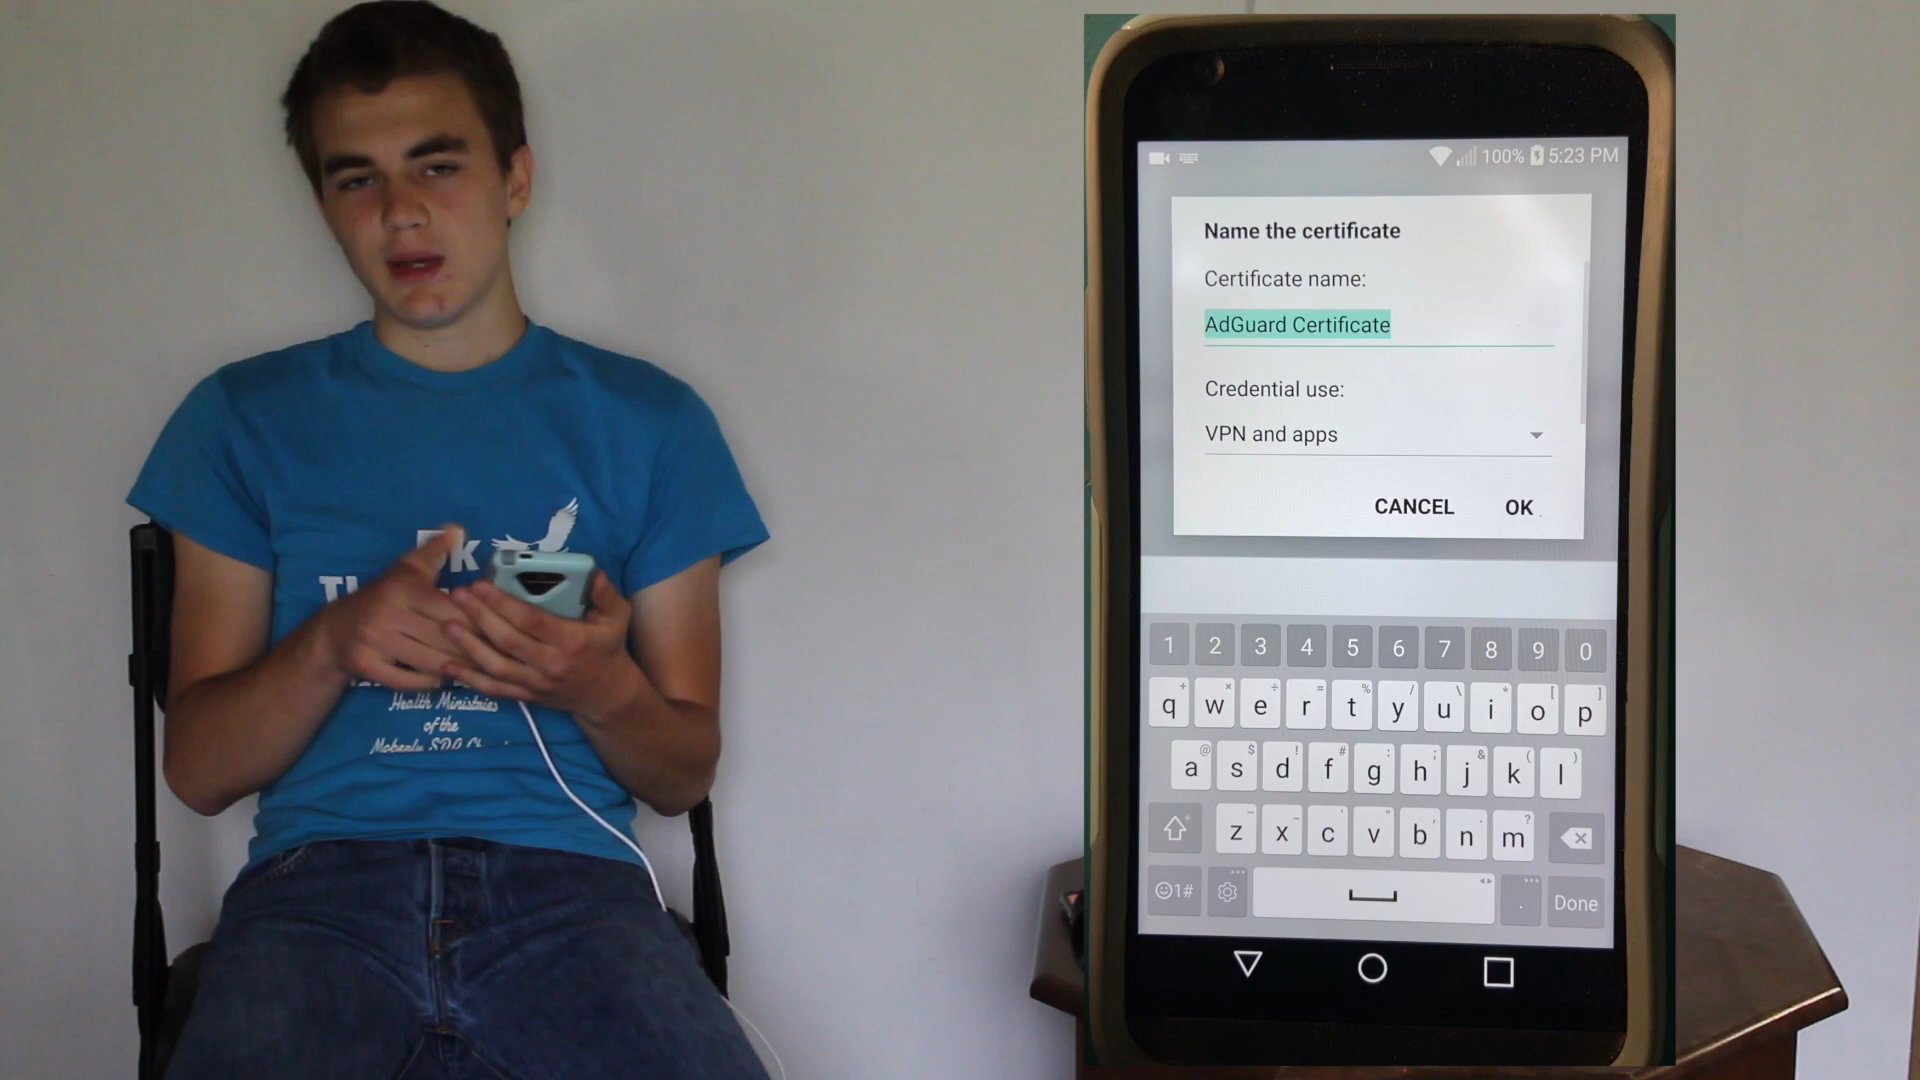 Health Ministries
of the
100% 5:23 PM
Name the certificate
Certificate name:
AdGuard Certificate
Credential use:
VPN and apps
CANCEL OK
1 2 3 4 5 6 7 8 9 0
+ × ÷ = % / \ * [ ]
q w e r t y u i o p
@ $ ! # : ; & ( )
a s d f g h j k l
z x c v b n m ?
1# . Done